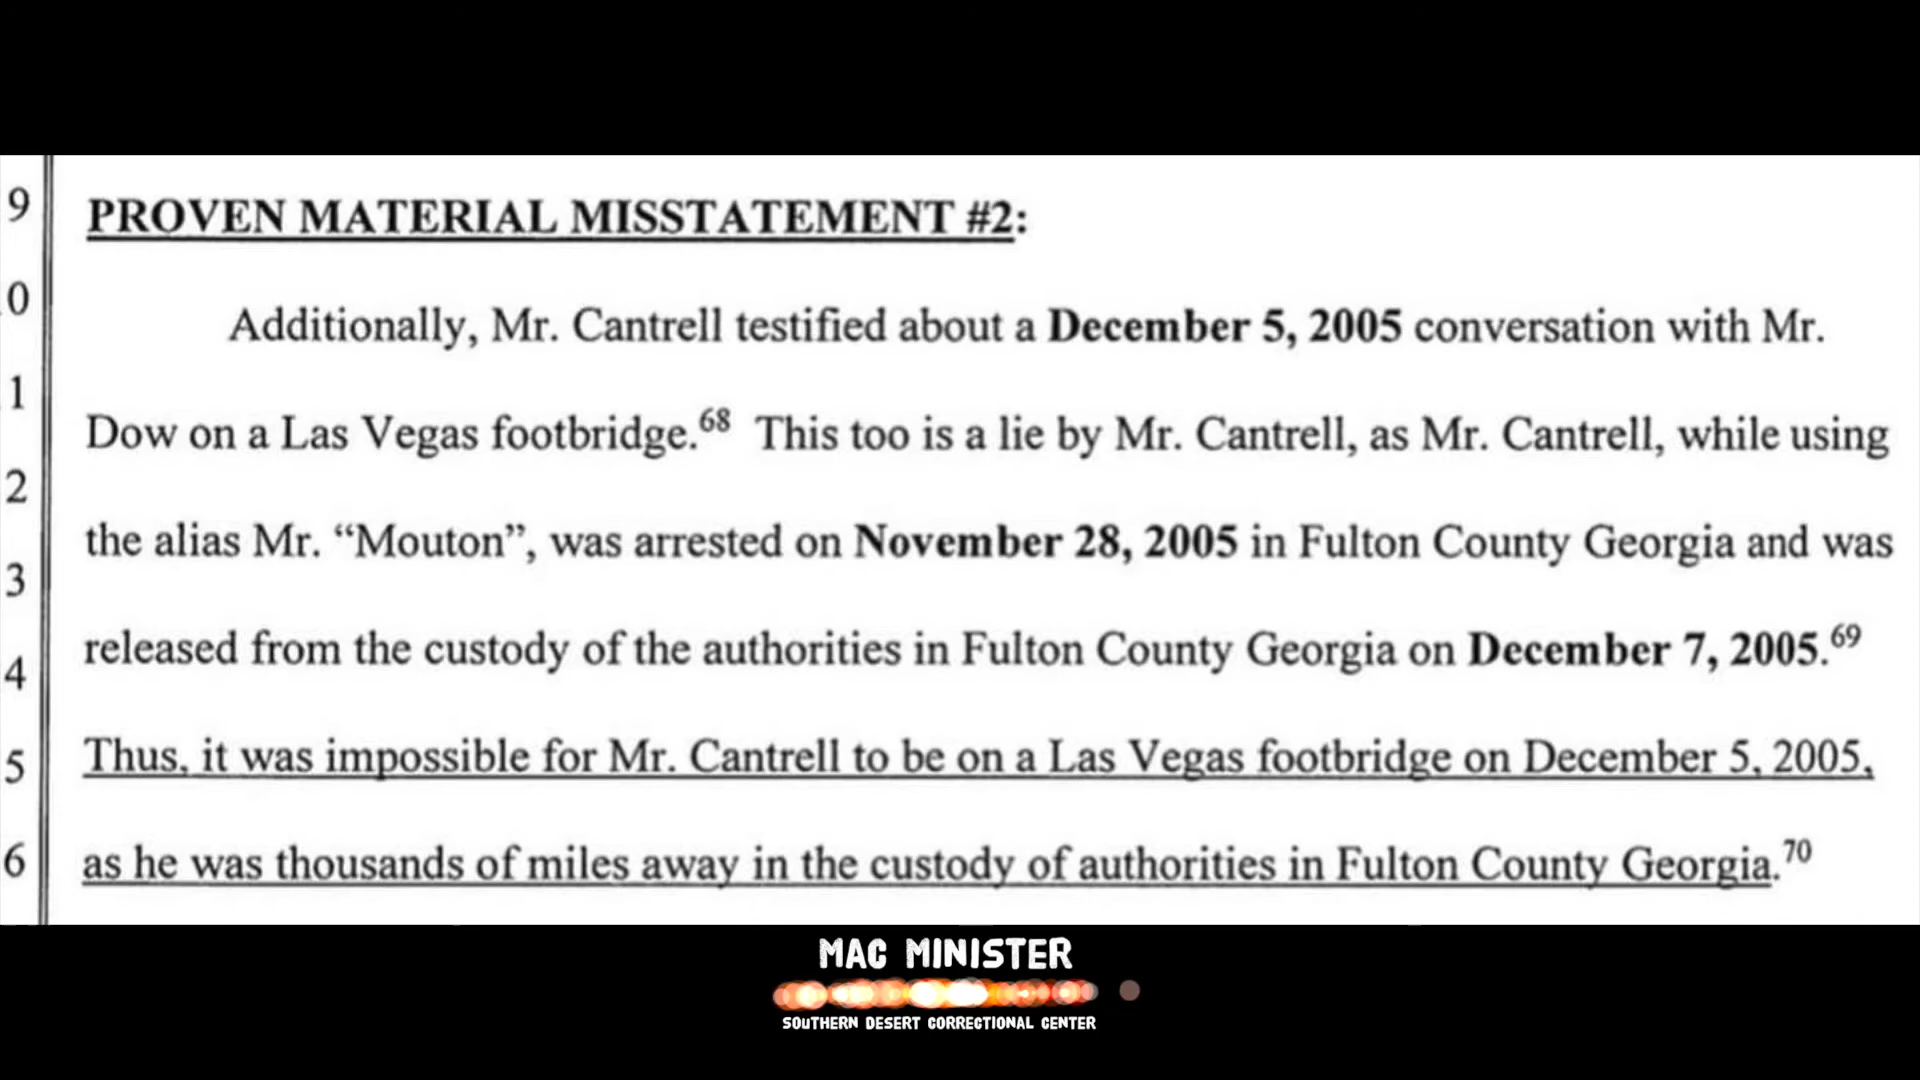 9 PROVEN MATERIAL MISSTATEMENT #2:
0 Additionally, Mr. Cantrell testified about a December 5, 2005 conversation with Mr.
1 Dow on a Las Vegas footbridge.68 This too is a lie by Mr. Cantrell, as Mr. Cantrell, while using
2 the alias Mr. “Mouton”, was arrested on November 28, 2005 in Fulton County Georgia and was
3 released from the custody of the authorities in Fulton County Georgia on December 7, 2005.69
4 Thus, it was impossible for Mr. Cantrell to be on a Las Vegas footbridge on December 5, 2005,
5 as he was thousands of miles away in the custody of authorities in Fulton County Georgia.70
6
MAC MINISTER
SOUTHERN DESERT CORRECTIONAL CENTER